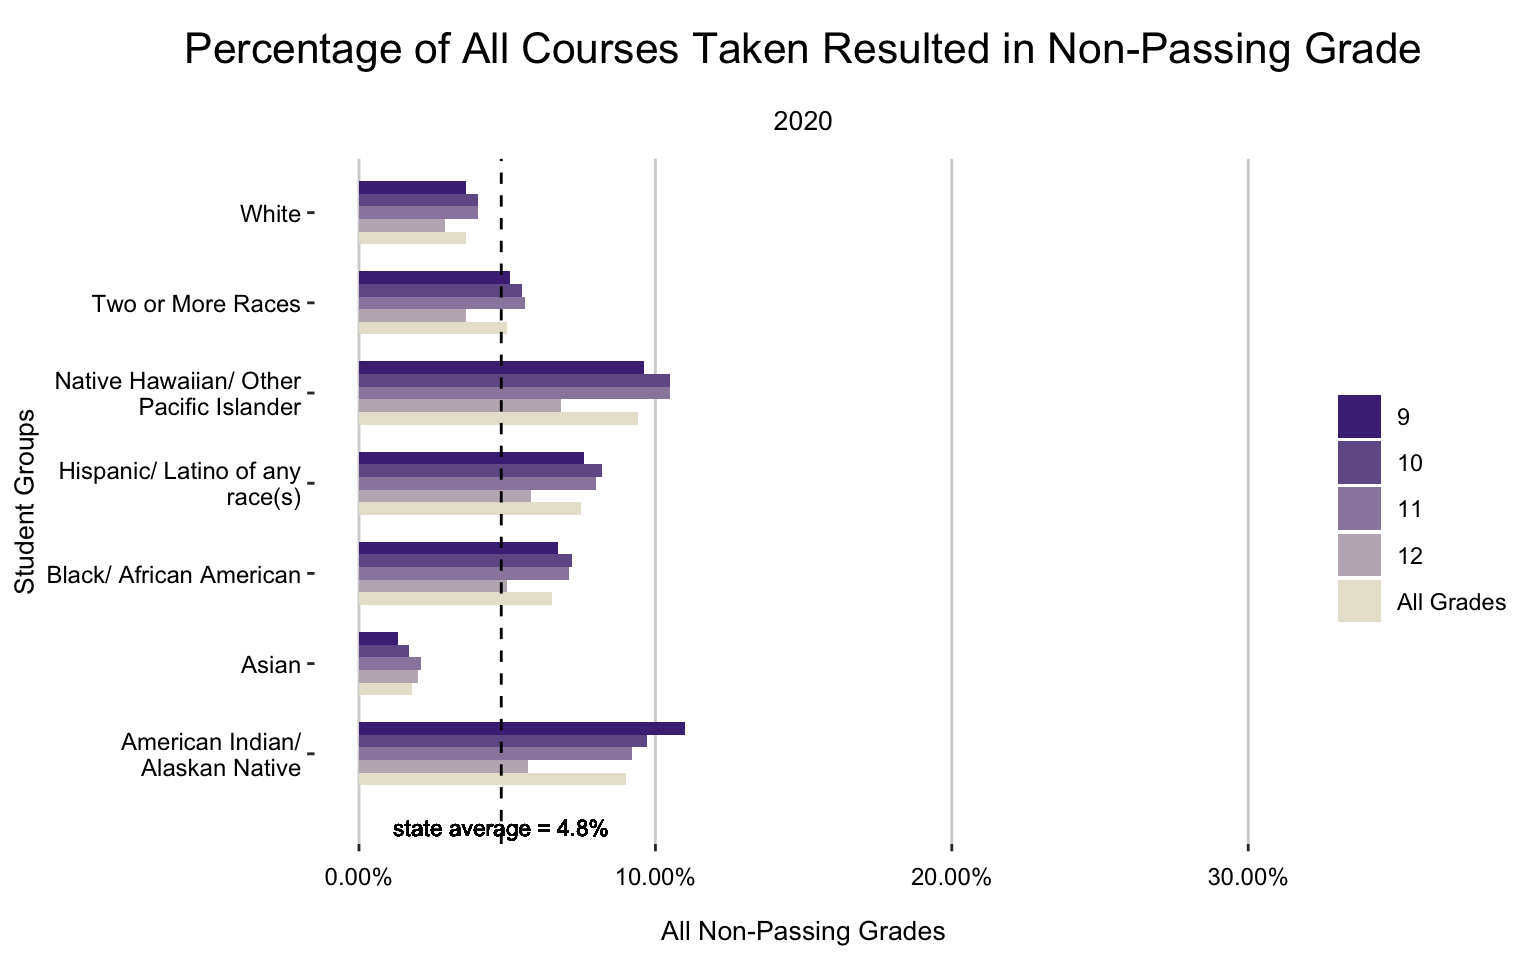 Percentage of All Courses Taken Resulted in Non-Passing Grade
2020
Student Groups
White
Two or More Races
Native Hawaiian/ Other
Pacific Islander
Hispanic/ Latino of any
race(s)
Black/ African American
Asian
American Indian/
Alaskan Native
state average = 4.8%
0.00%
10.00%
20.00%
30.00%
All Non-Passing Grades
9
10
11
12
All Grades